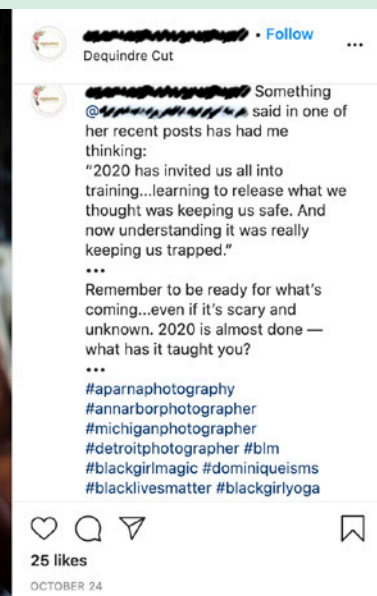 • Follow
Dequindre Cut
Something
@ said in one of
her recent posts has had me
thinking:
“2020 has invited us all into
training...learning to release what we
thought was keeping us safe. And
now understanding it was really
keeping us trapped.”
•••
Remember to be ready for what’s
coming...even if it’s scary and
unknown. 2020 is almost done —
what has it taught you?
•••
#aparnaphotography
#annarborphotographer
#michiganphotographer
#detroitphotographer #blm
#blackgirlmagic #dominiqueisms
#blacklivesmatter #blackgirlyoga
25 likes
OCTOBER 24